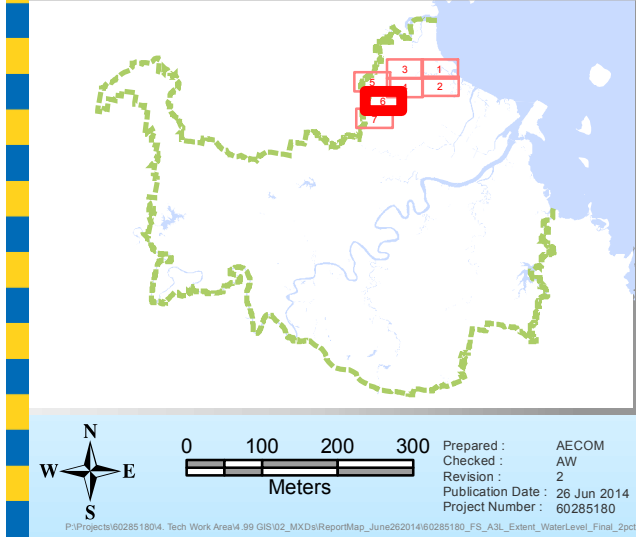 3 1
5 2
6
7
N
W E
S
0 100 200 300
Meters
Prepared : AECOM
Checked : AW
Revision : 2
Publication Date : 26 Jun 2014
Project Number : 60285180
P:\Projects\60285180\4. Tech Work Area\4.99 GIS\02_MXDs\ReportMap_June262014\60285180_FS_A3L_Extent_WaterLevel_Final_2pct